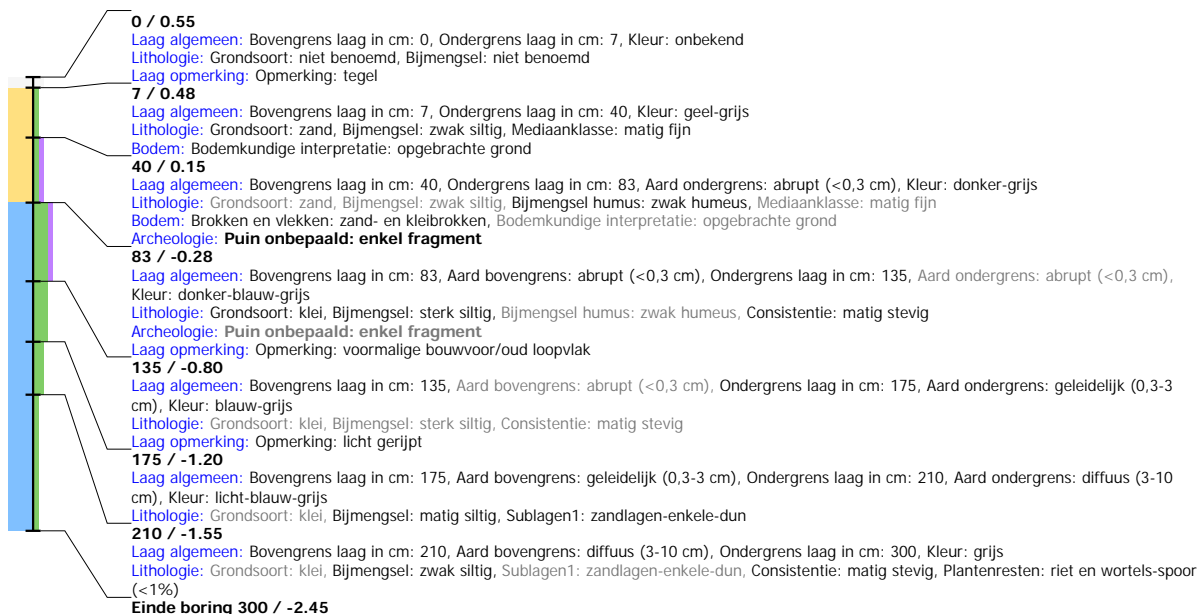 0 / 0.55
Laag algemeen: Bovengrens laag in cm: 0, Ondergrens laag in cm: 7, Kleur: onbekend
Lithologie: Grondsoort: niet benoemd, Bijmengsel: niet benoemd
Laag opmerking: Opmerking: tegel
7 / 0.48
Laag algemeen: Bovengrens laag in cm: 7, Ondergrens laag in cm: 40, Kleur: geel-grijs
Lithologie: Grondsoort: zand, Bijmengsel: zwak siltig, Mediaanklasse: matig fijn
Bodem: Bodemkundige interpretatie: opgebrachte grond
40 / 0.15
Laag algemeen: Bovengrens laag in cm: 40, Ondergrens laag in cm: 83, Aard ondergrens: abrupt (<0,3 cm), Kleur: donker-grijs
Lithologie: Grondsoort: zand, Bijmengsel: zwak siltig, Bijmengsel humus: zwak humeus, Mediaanklasse: matig fijn
Bodem: Brokken en vlekken: zand- en kleibrokken, Bodemkundige interpretatie: opgebrachte grond
Archeologie: Puin onbepaald: enkel fragment
83 / -0.28
Laag algemeen: Bovengrens laag in cm: 83, Aard bovengrens: abrupt (<0,3 cm), Ondergrens laag in cm: 135, Aard ondergrens: abrupt (<0,3 cm),
Kleur: donker-blauw-grijs
Lithologie: Grondsoort: klei, Bijmengsel: sterk siltig, Bijmengsel humus: zwak humeus, Consistentie: matig stevig
Archeologie: Puin onbepaald: enkel fragment
Laag opmerking: Opmerking: voormalige bouwvoor/oud loopvlak
135 / -0.80
Laag algemeen: Bovengrens laag in cm: 135, Aard bovengrens: abrupt (<0,3 cm), Ondergrens laag in cm: 175, Aard ondergrens: geleidelijk (0,3-3
cm), Kleur: blauw-grijs
Lithologie: Grondsoort: klei, Bijmengsel: sterk siltig, Consistentie: matig stevig
Laag opmerking: Opmerking: licht gerijpt
175 / -1.20
Laag algemeen: Bovengrens laag in cm: 175, Aard bovengrens: geleidelijk (0,3-3 cm), Ondergrens laag in cm: 210, Aard ondergrens: diffuus (3-10
cm), Kleur: licht-blauw-grijs
Lithologie: Grondsoort: klei, Bijmengsel: matig siltig, Sublagen1: zandlagen-enkele-dun
210 / -1.55
Laag algemeen: Bovengrens laag in cm: 210, Aard bovengrens: diffuus (3-10 cm), Ondergrens laag in cm: 300, Kleur: grijs
Lithologie: Grondsoort: klei, Bijmengsel: zwak siltig, Sublagen1: zandlagen-enkele-dun, Consistentie: matig stevig, Plantenresten: riet en wortels-spoor
(<1%)
Einde boring 300 / -2.45